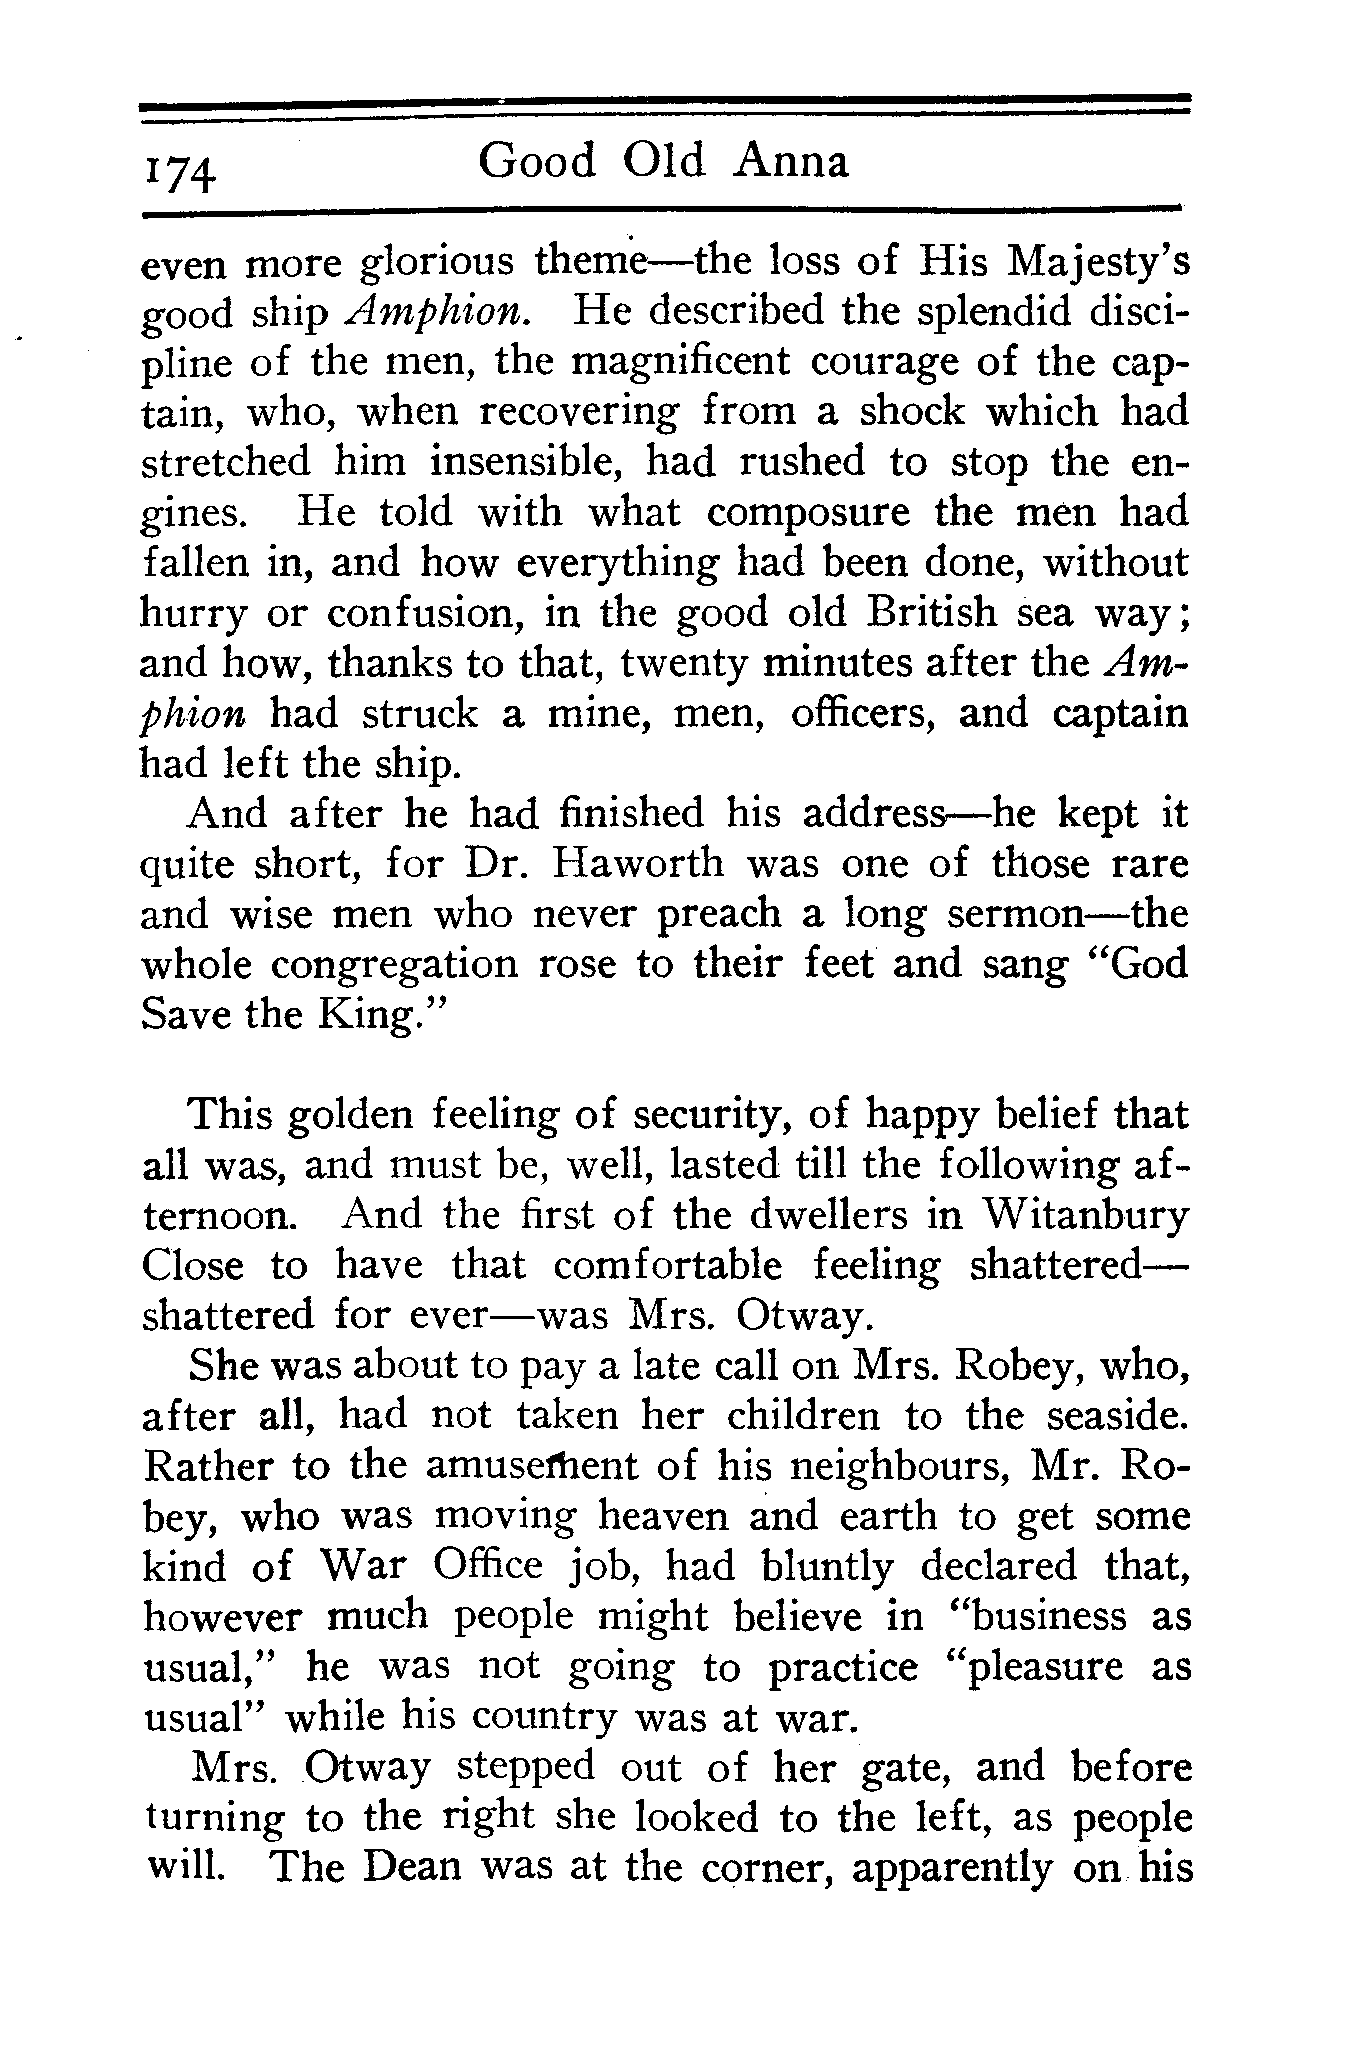 174 Good Old Anna
even more glorious theme—the loss of His Majesty's
good ship Amphion. He described the splendid disci-
pline of the men, the magnificent courage of the cap-
tain, who, when recovering from a shock which had
stretched him insensible, had rushed to stop the en-
gines. He told with what composure the men had
fallen in, and how everything had been done, without
hurry or confusion, in the good old British sea way;
and how, thanks to that, twenty minutes after the Am-
phion had struck a mine, men, officers, and captain
had left the ship.
And after he had finished his address—he kept it
quite short, for Dr. Haworth was one of those rare
and wise men who never preach a long sermon—the
whole congregation rose to their feet and sang "God
Save the King."
This golden feeling of security, of happy belief that
all was, and must be, well, lasted till the following af-
ternoon. And the first of the dwellers in Witanbury
Close to have that comfortable feeling shattered—
shattered for ever—was Mrs. Otway.
She was about to pay a late call on Mrs. Robey, who,
after all, had not taken her children to the seaside.
Rather to the amusement of his neighbours, Mr. Ro-
bey, who was moving heaven and earth to get some
kind of War Office job, had bluntly declared that,
however much people might believe in "business as
usual," he was not going to practice "pleasure as
usual" while his country was at war.
Mrs. Otway stepped out of her gate, and before
turning to the right she looked to the left, as people
will. The Dean was at the corner, apparently on his